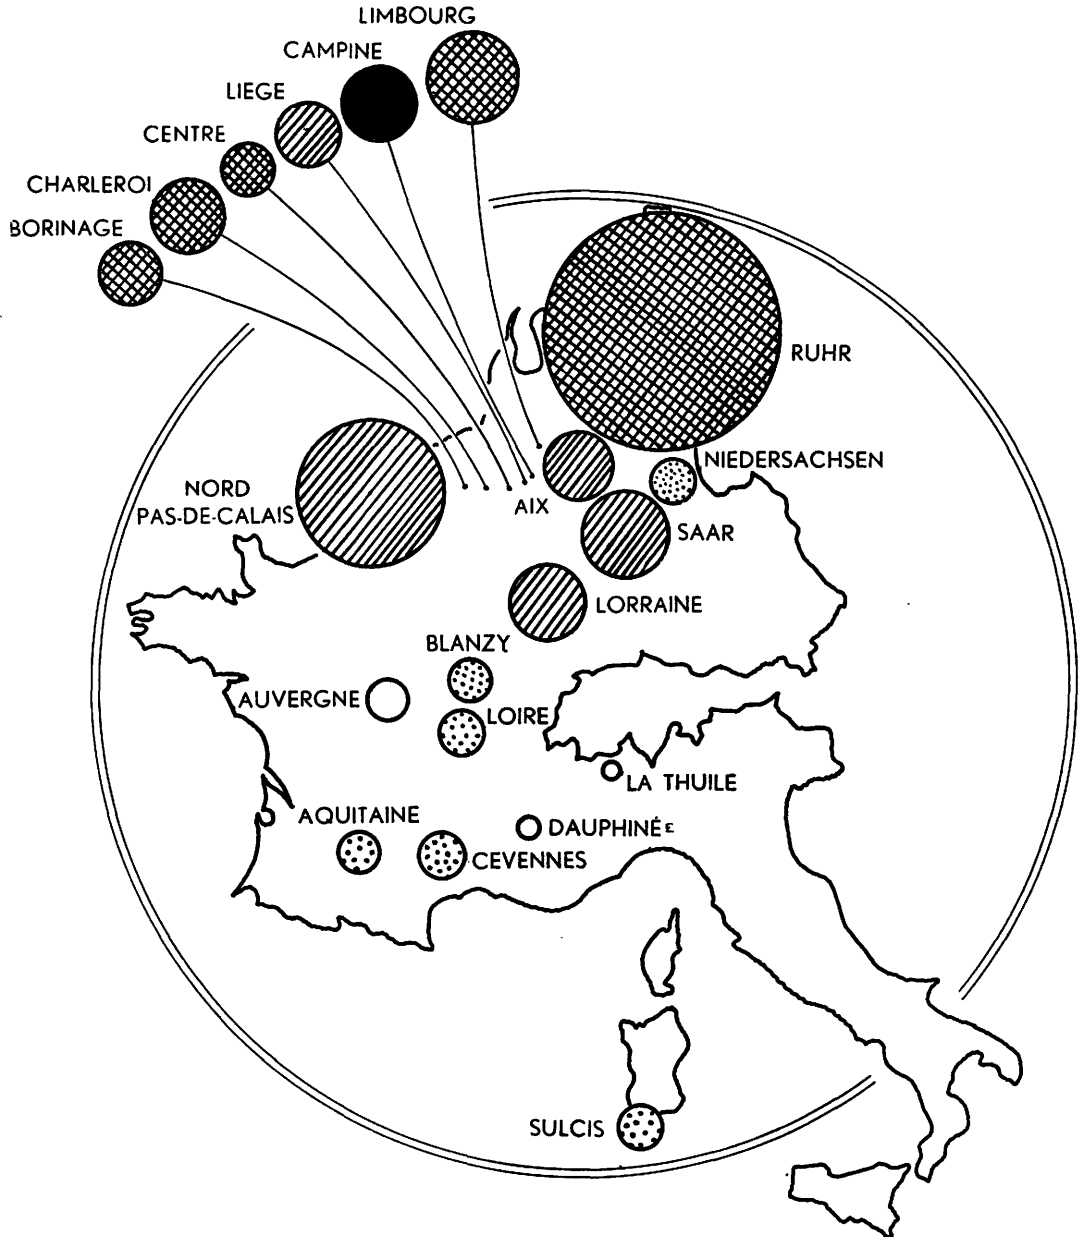 LIMBOURG
CAMPINE
LIEGE
CENTRE
CHARLEROI
BORINAGE
RUHR
NIEDERSACHSEN
NORD
PAS-DE-CALAIS
AIX
SAAR
LORRAINE
BLANZY
AUVERGNE
LOIRE
LA THUILE
AQUITAINE
DAUPHINÉ ε
CEVENNES
SULCIS